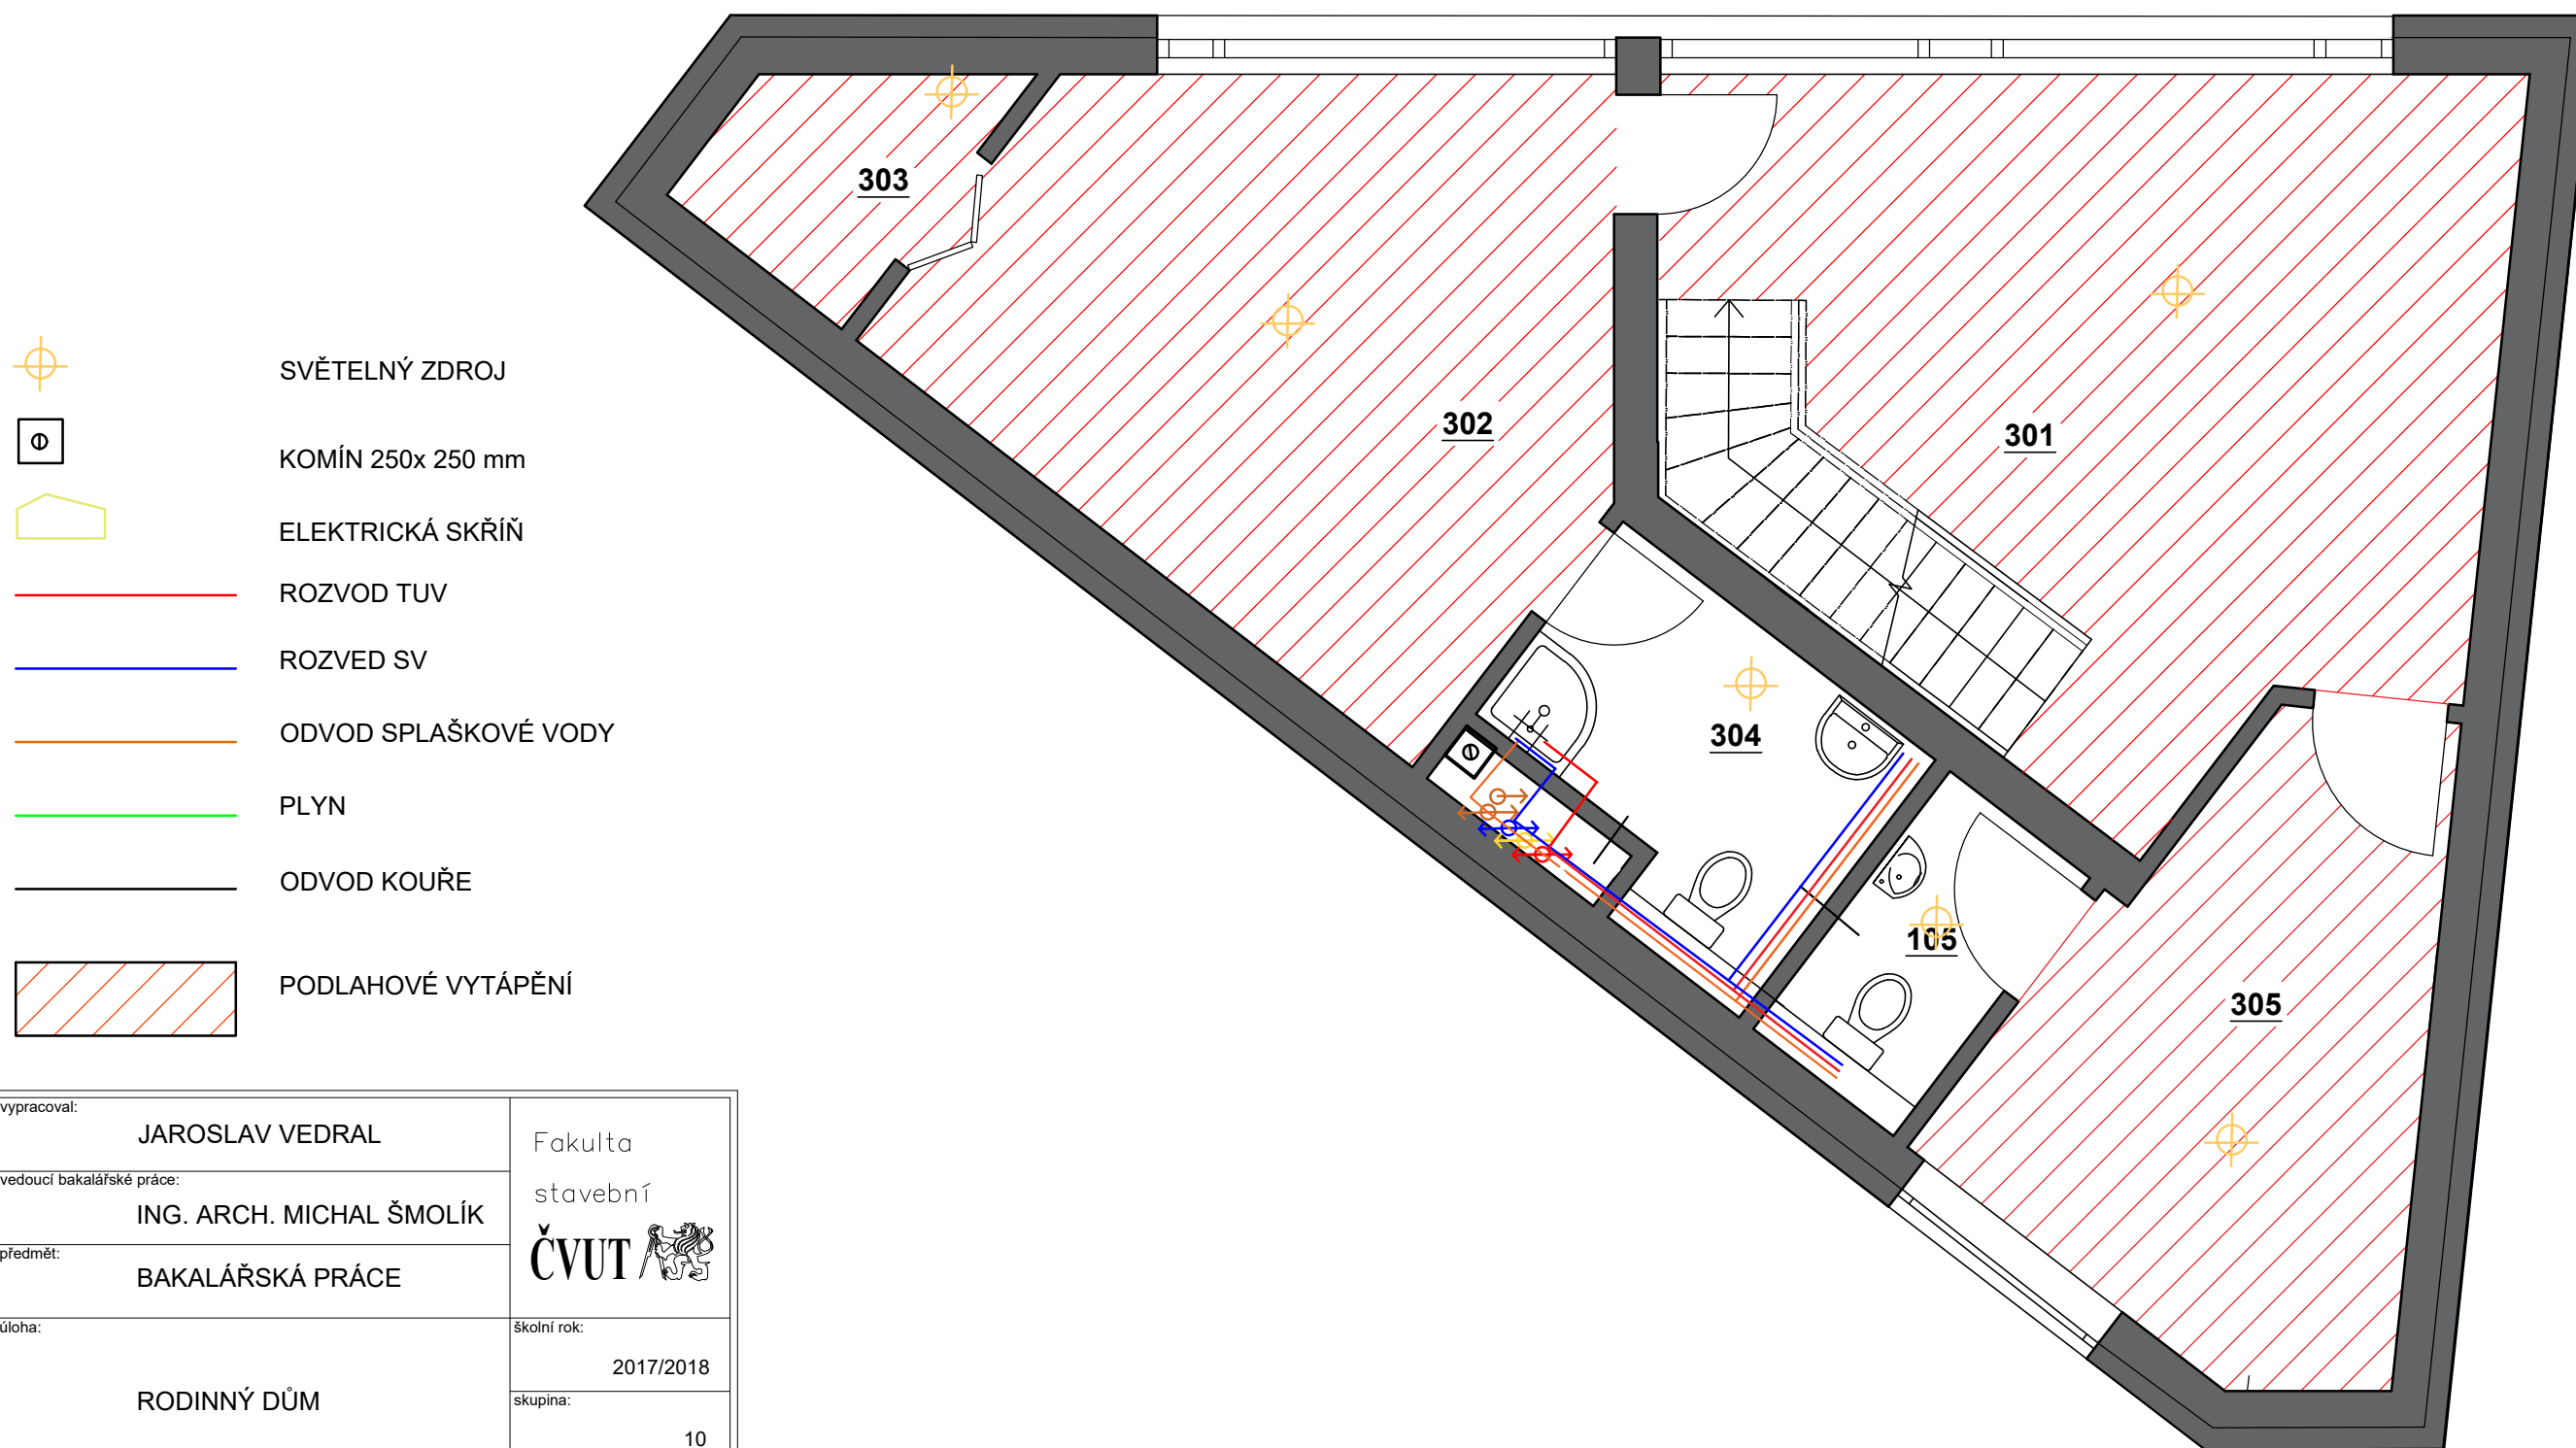 303
302
301
304
105
305
SVĚTELNÝ ZDROJ
KOMÍN 250x 250 mm
ELEKTRICKÁ SKŘÍŇ
ROZVOD TUV
ROZVED SV
ODVOD SPLAŠKOVÉ VODY
PLYN
ODVOD KOUŘE
PODLAHOVÉ VYTÁPĚNÍ
vypracoval:
JAROSLAV VEDRAL
vedoucí bakalářské práce:
ING. ARCH. MICHAL ŠMOLÍK
předmět:
BAKALÁŘSKÁ PRÁCE
úloha:
RODINNÝ DŮM
Fakulta
stavební
ČVUT
školní rok:
2017/2018
skupina:
10